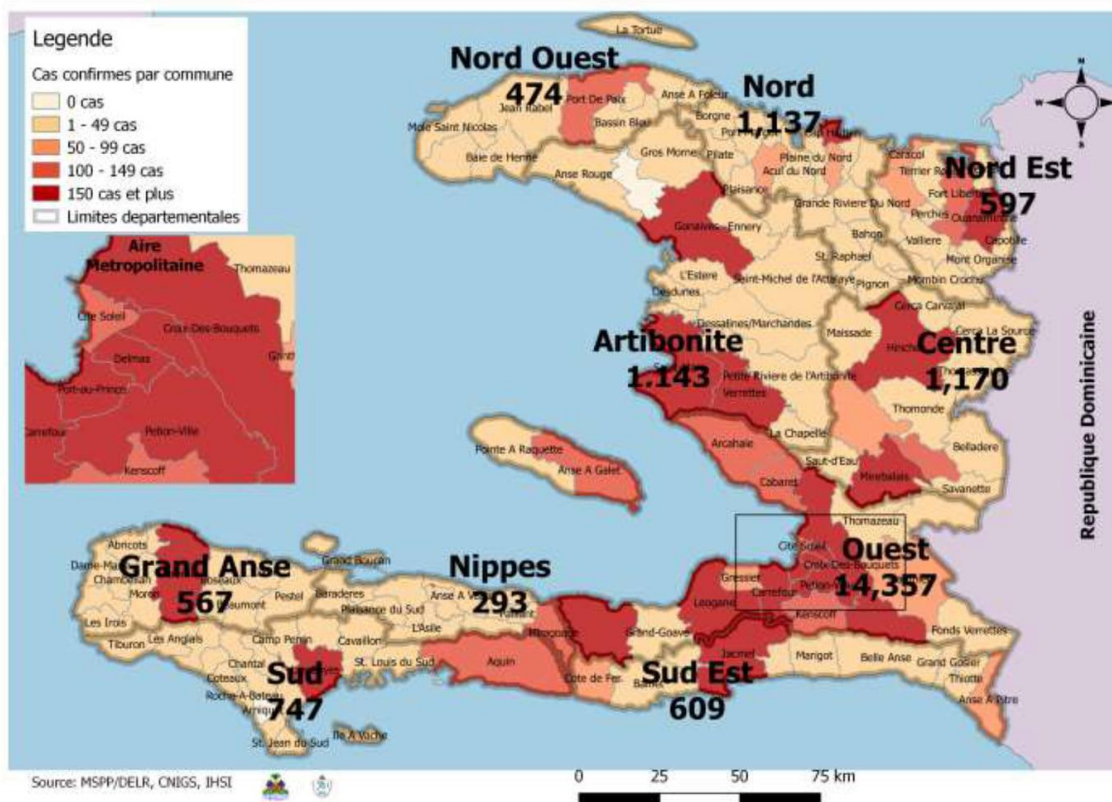 Legende
Cas confirmes par commune
0 cas
1 - 49 cas
50 - 99 cas
100 - 149 cas
150 cas et plus
Limites departementales
Aire
Metropolitaine
Thomazeau
Cite Soleil
Croix-Des-Bouquets
Delmas
Port-au-Prince
Petion-Ville
Carrefour
Kenscoff
La Tortue
Nord Ouest
474
Port De Paix
Jean Rabel
Anse A Foleur
Mole Saint Nicolas
Bassin Bleu
Baie de Henne
Nord
1,137
Borgne
Pilate
Plaine du Nord
Acul du Nord
Plaisance
Grande Riviere Du Nord
Bahon
St. Raphael
Pignon
Gros Morne
Anse Rouge
Gonaives
Ennery
Saint-Michel de l'Attalaye
L'Estere
Desdunes
Dessalines/Marchandes
Artibonite
1.143
Petite Riviere de l'Artibonite
Verrettes
La Chapelle
Nord Est
597
Caracol
Fort Liberte
Perches
Ouanaminthe
Capotille
Valliere
Mont Organise
Mombin Crochu
Cerca Carvajal
Maissade
Cerca La Source
Centre
1,170
Thomonde
Belladere
Saut-d'Eau
Mirebalais
Savanette
Republique Dominicaine
Arcahaie
Cabaret
Pointe A Raquette
Anse A Galet
Thomazeau
Cite Soleil
Ouest
14,337
Croix-Des-Bouquets
Gressier
Carrefour
Leogane
Kenscoff
Fonds Verrettes
Grand-Goave
Abricots
Grand Anse
567
Roseaux
Pestel
Les Irois
Grand Boucan
Baraderes
Nippes
293
Plaisance du Sud
L'Asile
Miragoane
Tiburon
Les Anglais
Camp Perrin
Cavaillon
Chantal
St. Louis du Sud
Aquin
Coteaux
Sud
747
Roche-A-Bateau
Arniquet
St. Jean du Sud
Ile A Vache
Cote de Fer
Jacmel
Sud Est
609
Marigot
Belle Anse
Grand Gosier
Thiotte
Anse A Pitre
Source: MSPP/DELR, CNIGS, IHSI
0 25 50 75 km
N
W
E
S